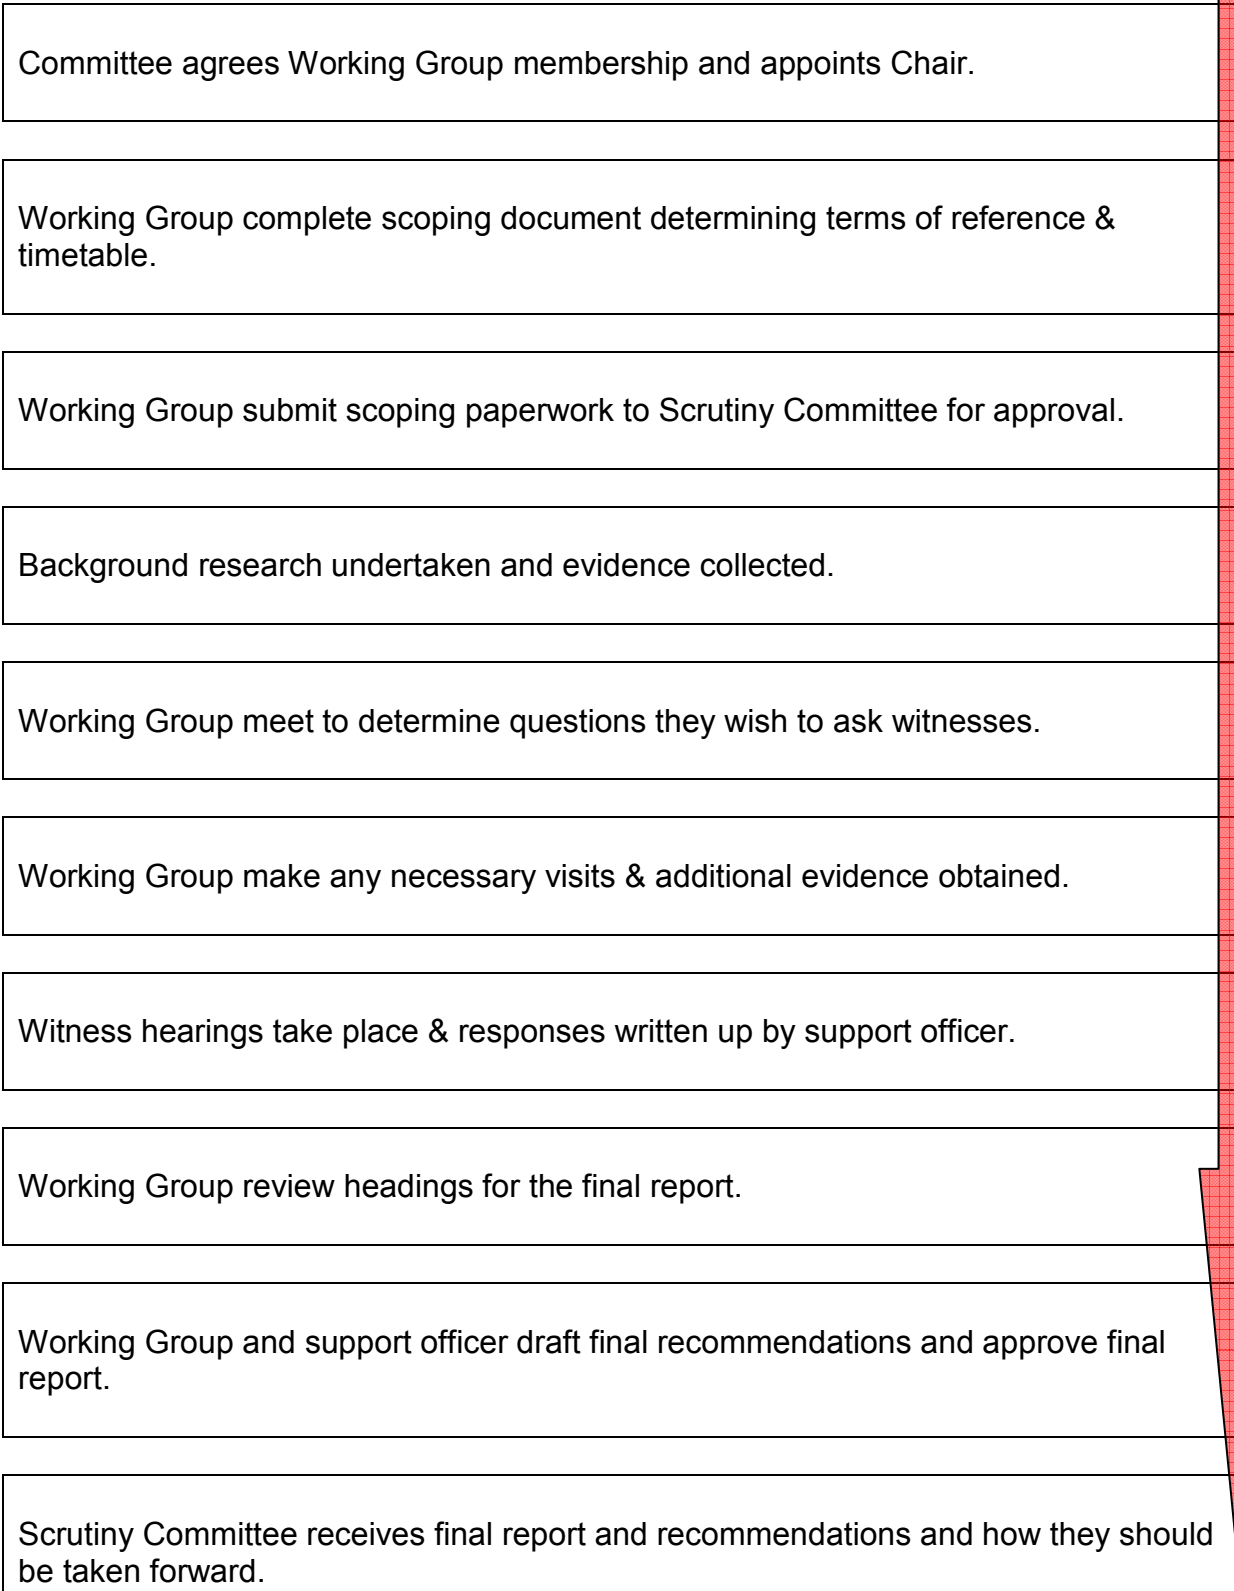 Committee agrees Working Group membership and appoints Chair.
Working Group complete scoping document determining terms of reference &
timetable.
Working Group submit scoping paperwork to Scrutiny Committee for approval.
Background research undertaken and evidence collected.
Working Group meet to determine questions they wish to ask witnesses.
Working Group make any necessary visits & additional evidence obtained.
Witness hearings take place & responses written up by support officer.
Working Group review headings for the final report.
Working Group and support officer draft final recommendations and approve final
report.
Scrutiny Committee receives final report and recommendations and how they should
be taken forward.